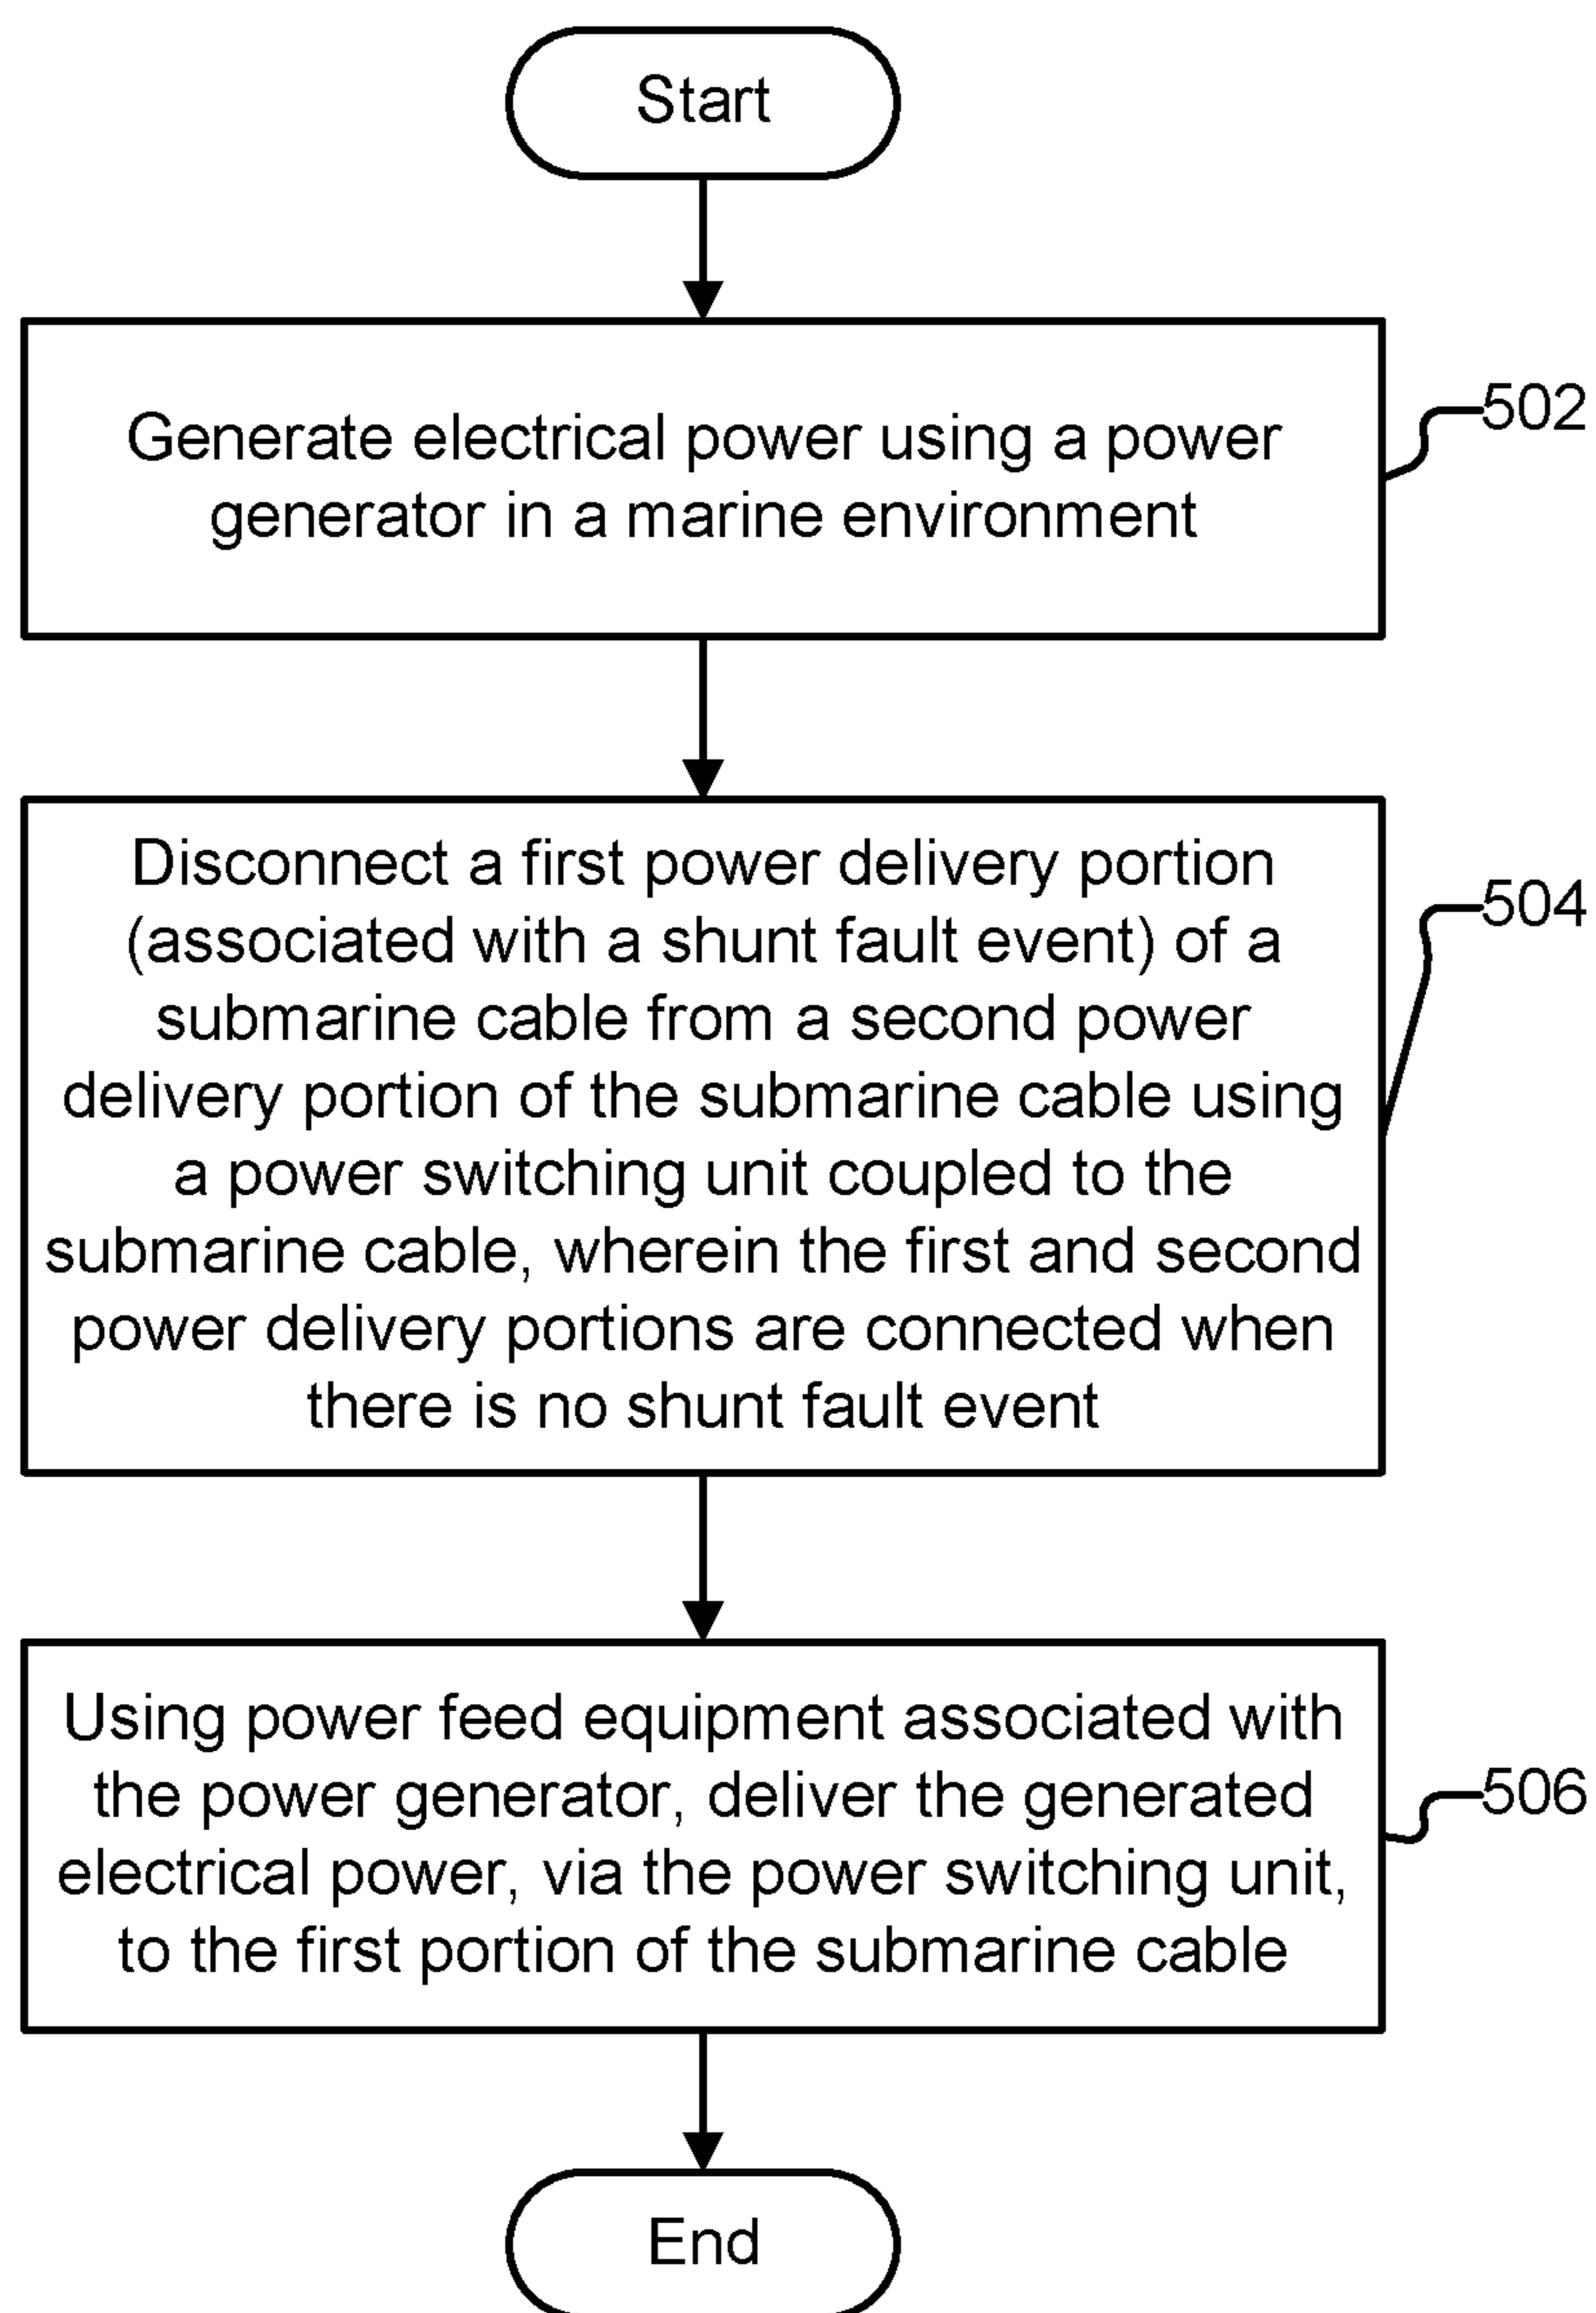 Start
Generate electrical power using a power
generator in a marine environment
502
Disconnect a first power delivery portion
(associated with a shunt fault event) of a
submarine cable from a second power
delivery portion of the submarine cable using
a power switching unit coupled to the
submarine cable, wherein the first and second
power delivery portions are connected when
there is no shunt fault event
504
Using power feed equipment associated with
the power generator, deliver the generated
electrical power, via the power switching unit,
to the first portion of the submarine cable
506
End